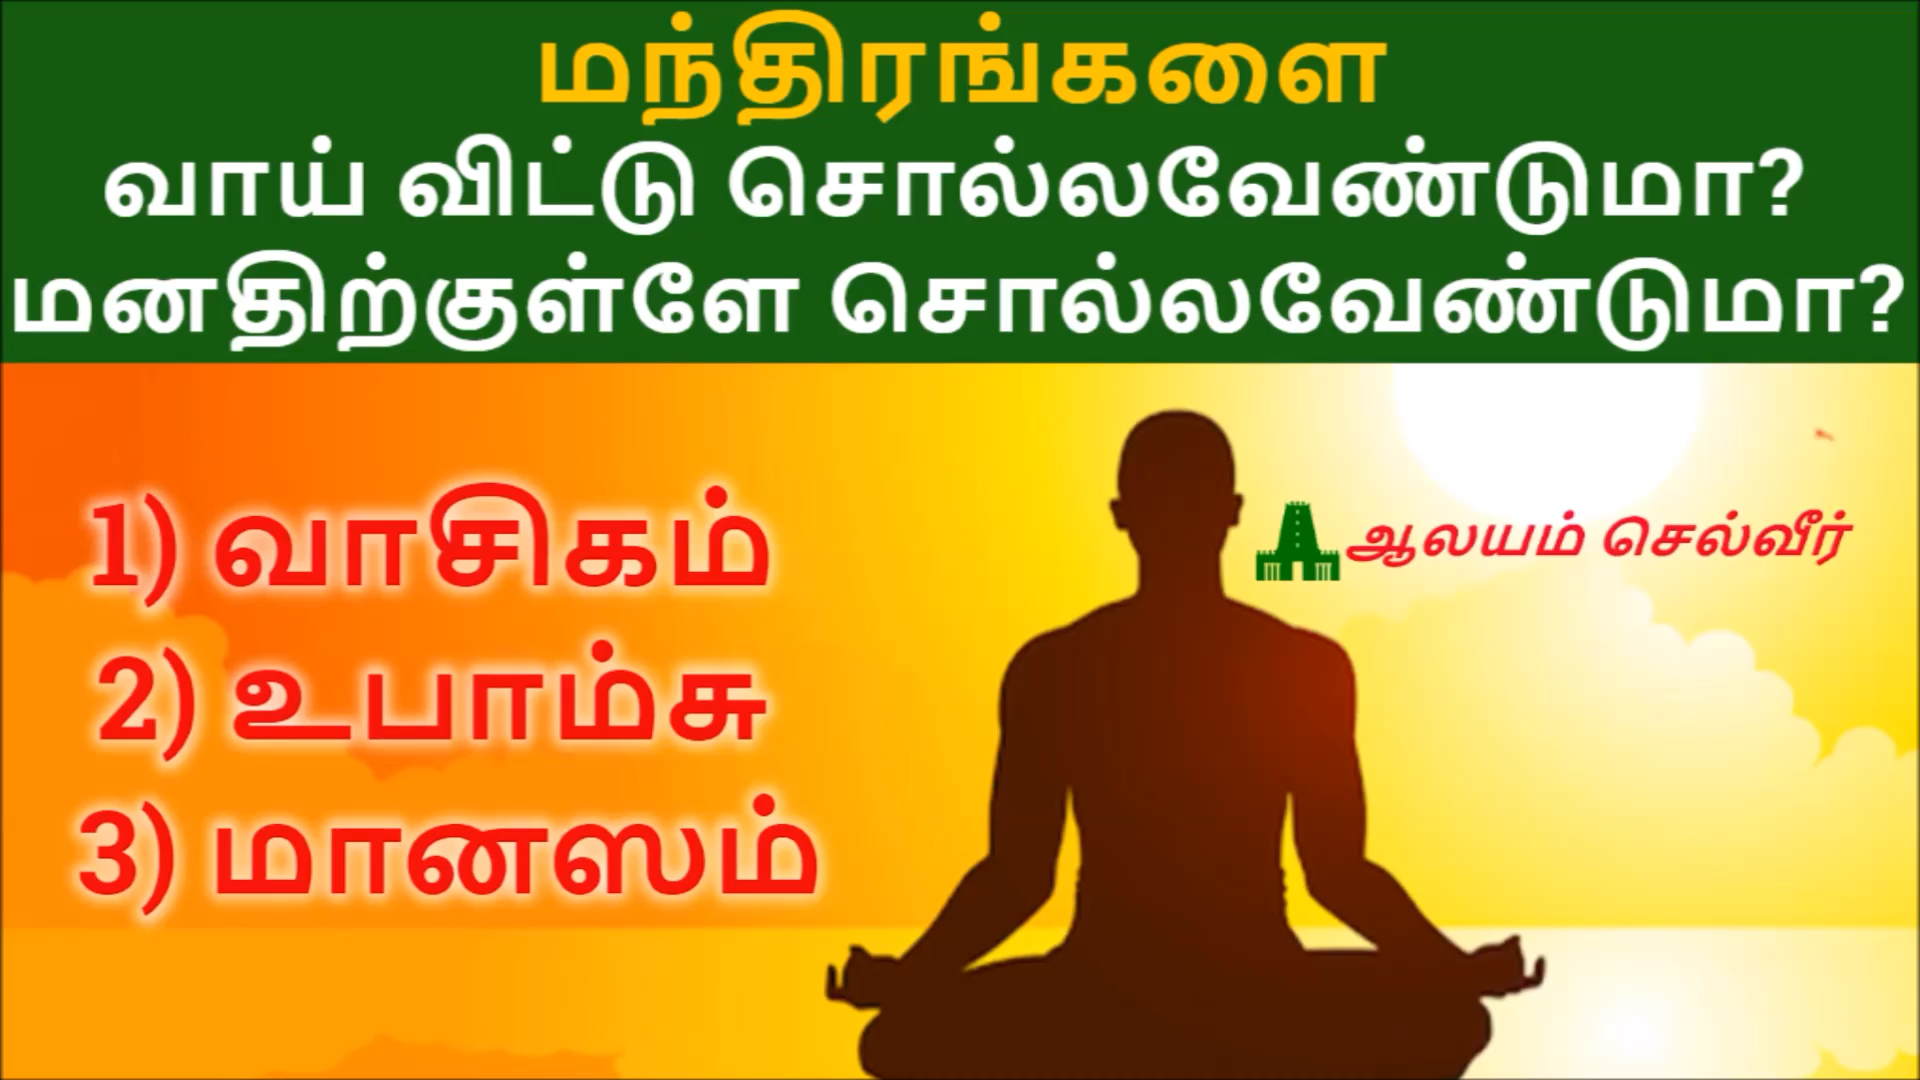 மந்திரங்களை
வாய் விட்டு சொல்லவேண்டுமா?
மனதிற்குள்ளே சொல்லவேண்டுமா?
1) வாசிகம்
2) உபாம்சு
3) மானஸம்
ஆலயம் செல்வீர்